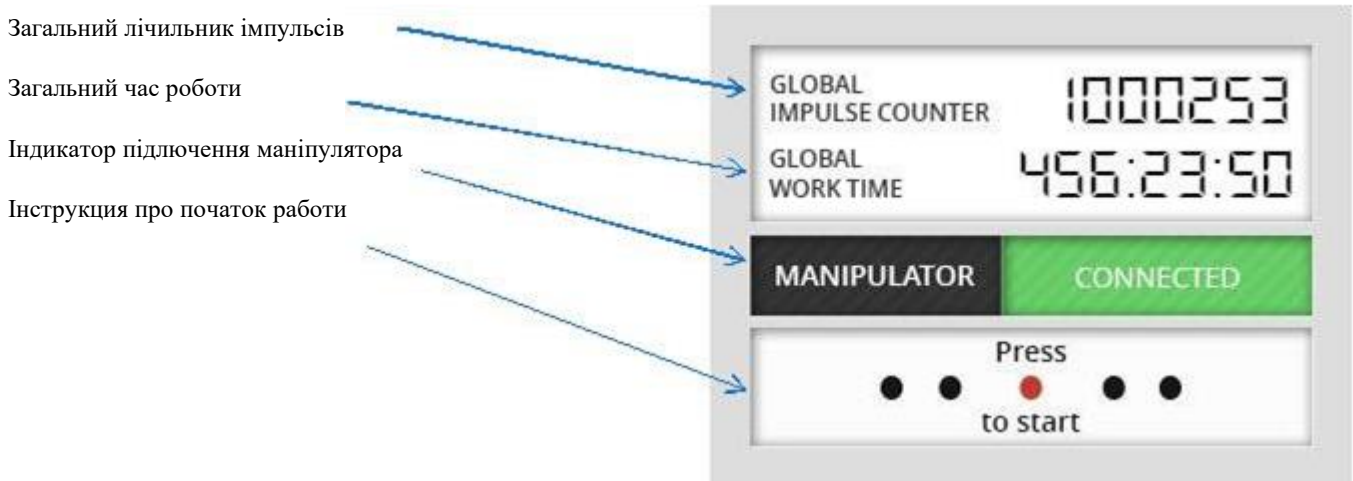 Загальний лічильник імпульсів
Загальний час роботи
Індикатор підлючення маніпулятора
Інструкция про початок работи
GLOBAL
IMPULSE COUNTER
1000253
GLOBAL
WORK TIME
456:23:50
MANIPULATOR
CONNECTED
Press
to start